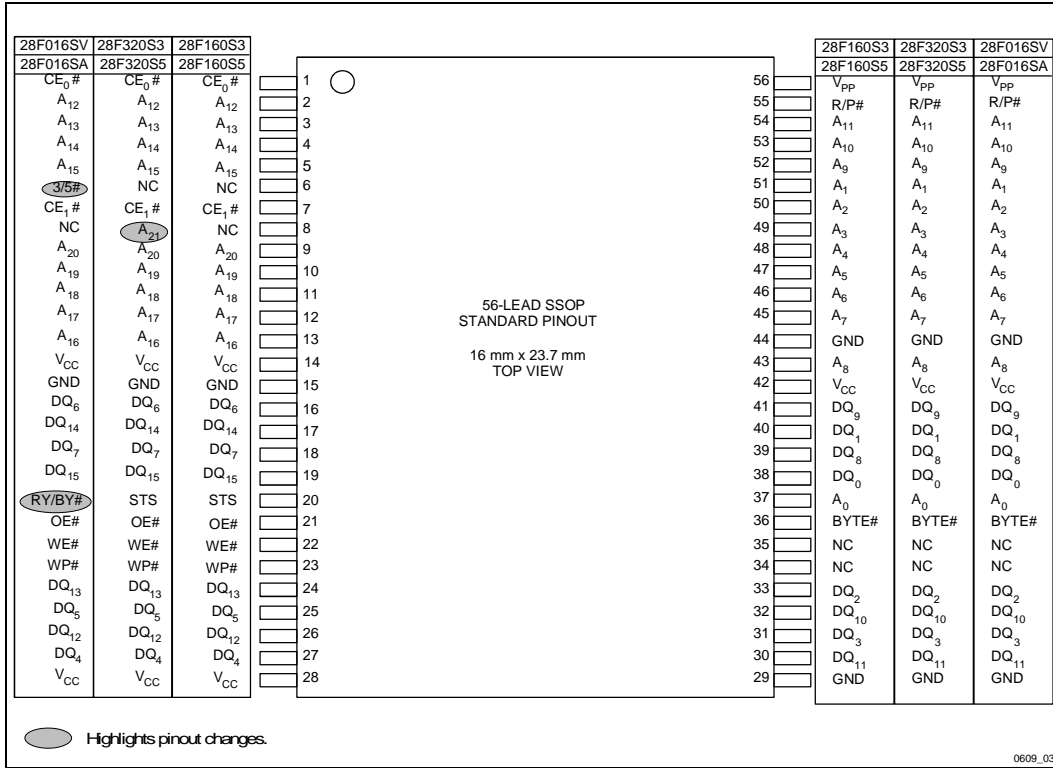 28F016SV 28F320S3 28F160S3 28F160S3 28F320S3 28F016SV
28F016SA 28F320S5 28F160S5 28F160S5 28F320S5 28F016SA
CE₀# CE₀# CE₀# 1 56 V_PP V_PP V_PP
A₁₂ A₁₂ A₁₂ 2 55 R/P# R/P# R/P#
A₁₃ A₁₃ A₁₃ 3 54 A₁₁ A₁₁ A₁₁
A₁₄ A₁₄ A₁₄ 4 53 A₁₀ A₁₀ A₁₀
A₁₅ A₁₅ A₁₅ 5 52 A₉ A₉ A₉
3/5# NC NC 6 51 A₁ A₁ A₁
CE₁# CE₁# CE₁# 7 50 A₂ A₂ A₂
NC A₂₁ NC 8 49 A₃ A₃ A₃
A₂₀ A₂₀ A₂₀ 9 48 A₄ A₄ A₄
A₁₉ A₁₉ A₁₉ 10 47 A₅ A₅ A₅
A₁₈ A₁₈ A₁₈ 11 46 A₆ A₆ A₆
A₁₇ A₁₇ A₁₇ 12 45 A₇ A₇ A₇
A₁₆ A₁₆ A₁₆ 13 44 GND GND GND
V_CC V_CC V_CC 14 43 A₈ A₈ A₈
GND GND GND 15 42 V_CC V_CC V_CC
DQ₆ DQ₆ DQ₆ 16 41 DQ₉ DQ₉ DQ₉
DQ₁₄ DQ₁₄ DQ₁₄ 17 40 DQ₁ DQ₁ DQ₁
DQ₇ DQ₇ DQ₇ 18 39 DQ₈ DQ₈ DQ₈
DQ₁₅ DQ₁₅ DQ₁₅ 19 38 DQ₀ DQ₀ DQ₀
RY/BY# STS STS 20 37 A₀ A₀ A₀
OE# OE# OE# 21 36 BYTE# BYTE# BYTE#
WE# WE# WE# 22 35 NC NC NC
WP# WP# WP# 23 34 NC NC NC
DQ₁₃ DQ₁₃ DQ₁₃ 24 33 DQ₂ DQ₂ DQ₂
DQ₅ DQ₅ DQ₅ 25 32 DQ₁₀ DQ₁₀ DQ₁₀
DQ₁₂ DQ₁₂ DQ₁₂ 26 31 DQ₃ DQ₃ DQ₃
DQ₄ DQ₄ DQ₄ 27 30 DQ₁₁ DQ₁₁ DQ₁₁
V_CC V_CC V_CC 28 29 GND GND GND
56-LEAD SSOP
STANDARD PINOUT
16 mm x 23.7 mm
TOP VIEW
Highlights pinout changes.
0609_03